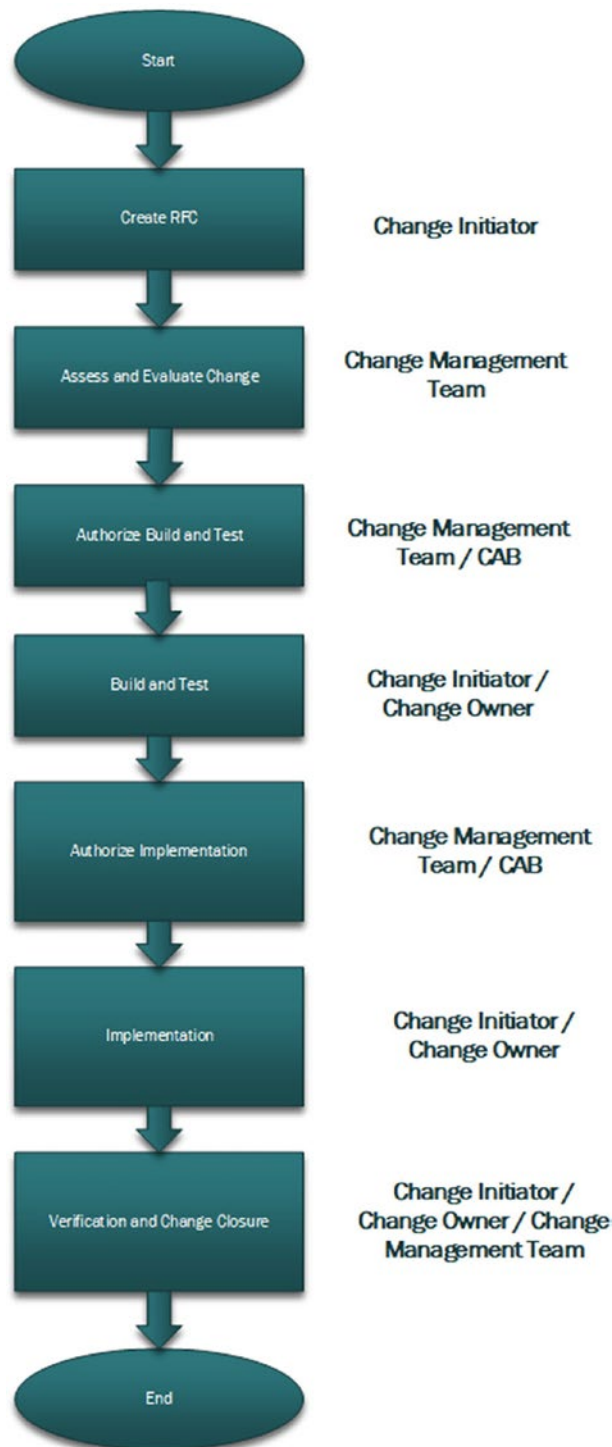 Start
Create RFC
Change Initiator
Assess and Evaluate Change
Change Management
Team
Authorize Build and Test
Change Management
Team / CAB
Build and Test
Change Initiator /
Change Owner
Authorize Implementation
Change Management
Team / CAB
Implementation
Change Initiator /
Change Owner
Verification and Change Closure
Change Initiator /
Change Owner / Change
Management Team
End